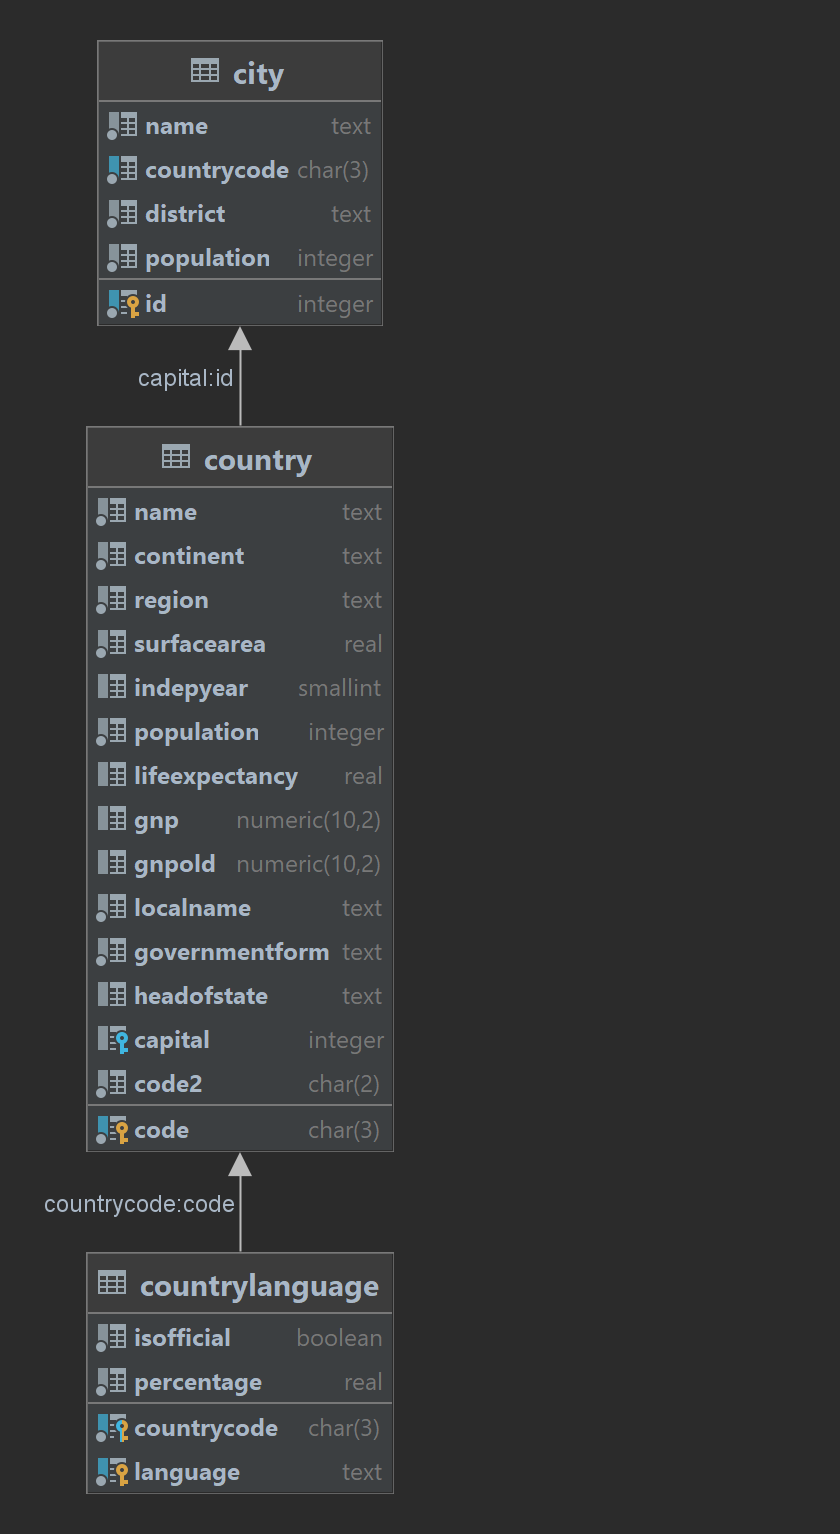 city
name text
countrycode char(3)
district text
population integer
id integer
capital:id
country
name text
continent text
region text
surfacearea real
indepyear smallint
population integer
lifeexpectancy real
gnp numeric(10,2)
gnpold numeric(10,2)
localname text
governmentform text
headofstate text
capital integer
code2 char(2)
code char(3)
countrycode:code
countrylanguage
isofficial boolean
percentage real
countrycode char(3)
language text